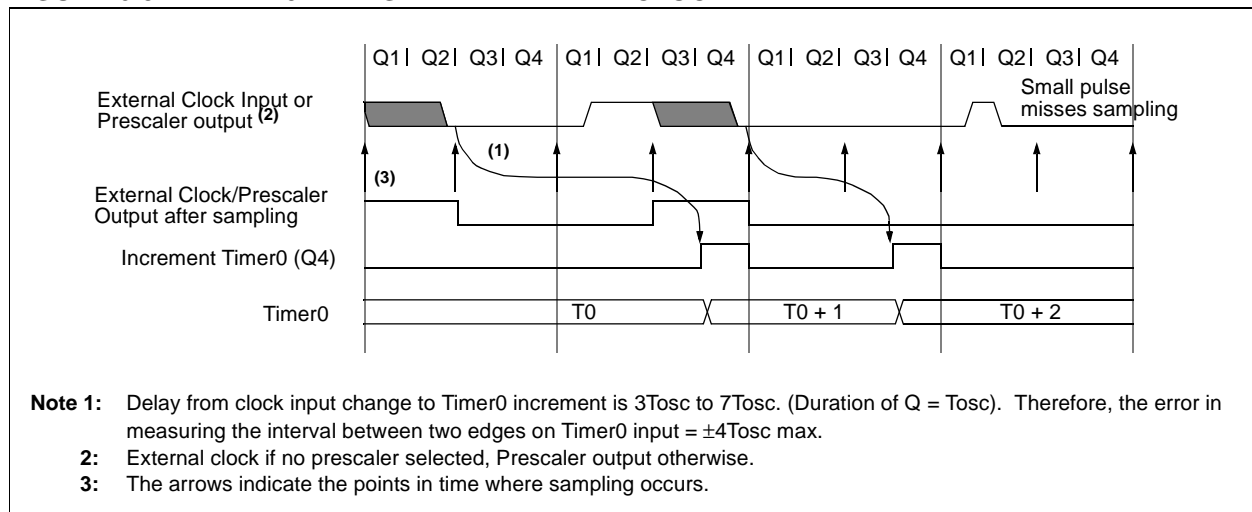 Q1 Q2 Q3 Q4 Q1 Q2 Q3 Q4 Q1 Q2 Q3 Q4 Q1 Q2 Q3 Q4
External Clock Input or
Prescaler output (2)
Small pulse
misses sampling
(1)
(3)
External Clock/Prescaler
Output after sampling
Increment Timer0 (Q4)
Timer0
T0
T0 + 1
T0 + 2
Note 1: Delay from clock input change to Timer0 increment is 3Tosc to 7Tosc. (Duration of Q = Tosc). Therefore, the error in
measuring the interval between two edges on Timer0 input = ±4Tosc max.
2: External clock if no prescaler selected, Prescaler output otherwise.
3: The arrows indicate the points in time where sampling occurs.